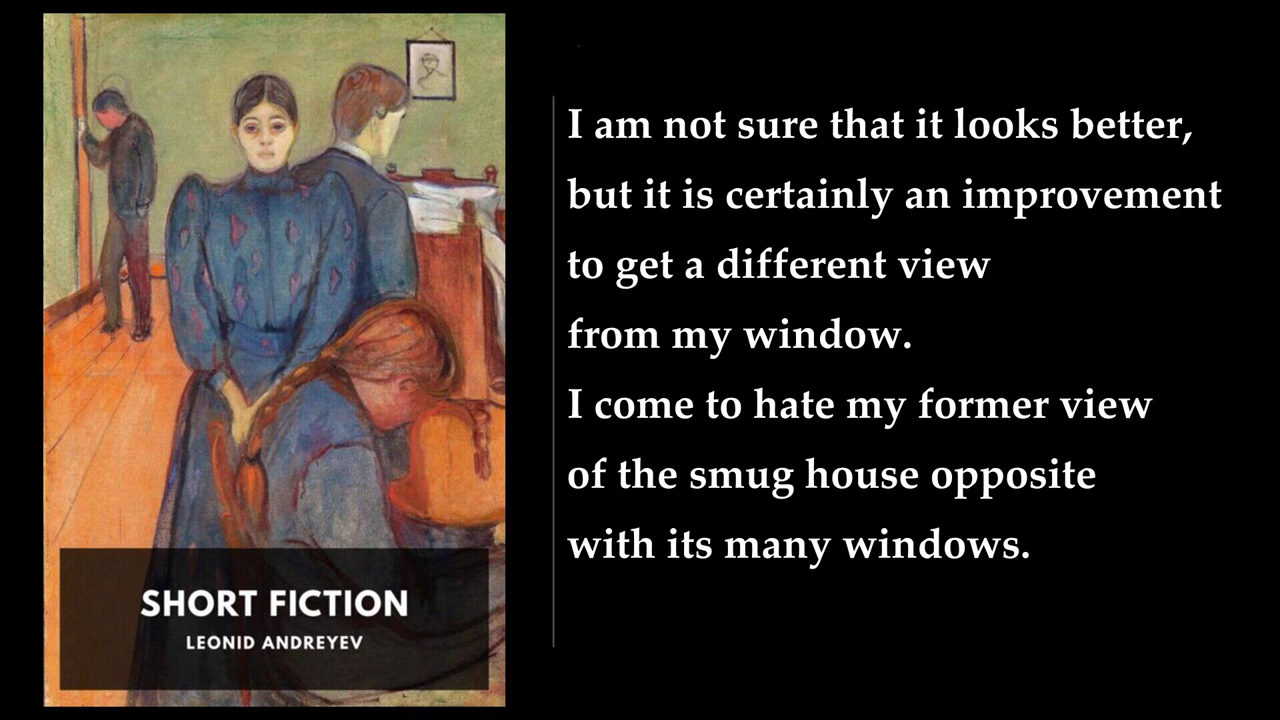 SHORT FICTION
LEONID ANDREYEV
I am not sure that it looks better,
but it is certainly an improvement
to get a different view
from my window.
I come to hate my former view
of the smug house opposite
with its many windows.